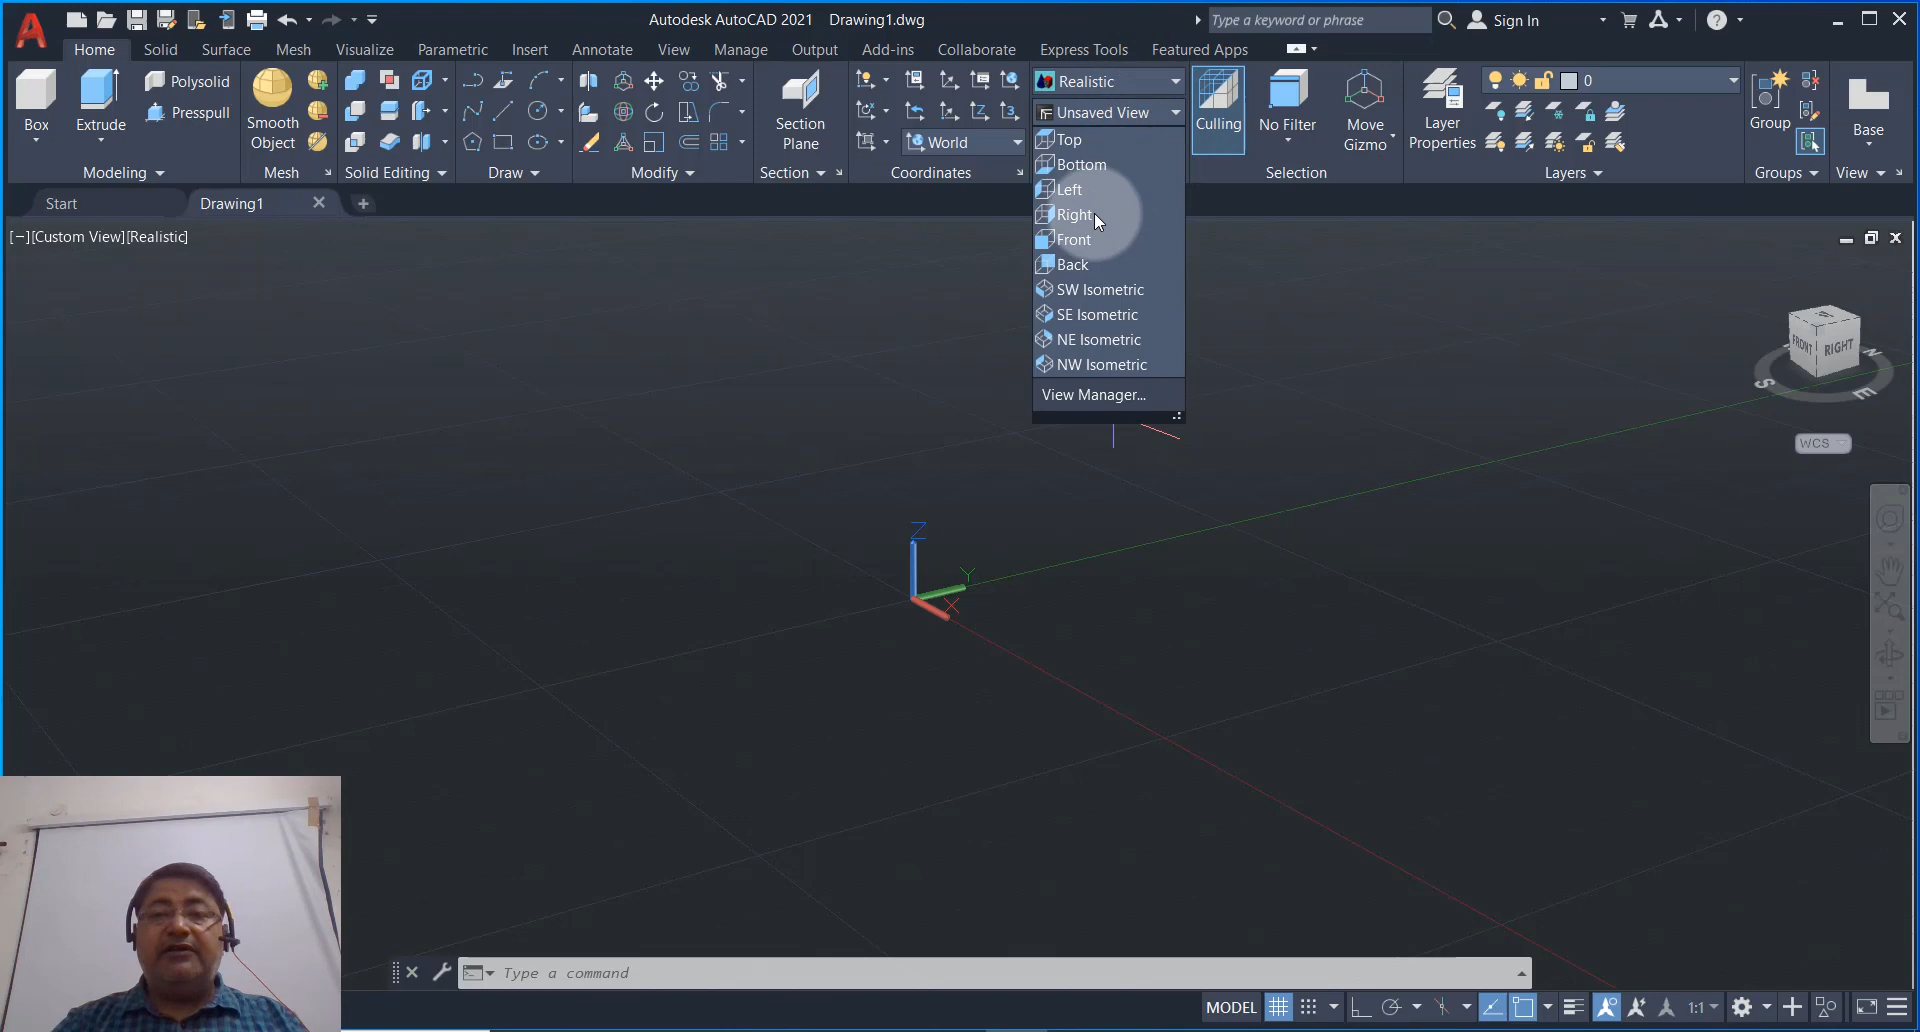 Autodesk AutoCAD 2021 Drawing1.dwg
Type a keyword or phrase
Sign In
Home Solid Surface Mesh Visualize Parametric Insert Annotate View Manage Output Add-ins Collaborate Express Tools Featured Apps
Box
Extrude
Polysolid
Presspull
Smooth
Object
Section
Plane
World
Realistic
Unsaved View
Culling
No Filter
Move
Gizmo
Layer
Properties
0
Group
Base
Modeling Mesh Solid Editing Draw Modify Section Coordinates Selection Layers Groups View
Top
Bottom
Left
Right
Front
Back
SW Isometric
SE Isometric
NE Isometric
NW Isometric
View Manager...
Start
Drawing1
[−][Custom View][Realistic]
FRONT
RIGHT
S
E
N
WCS
Z
Y
X
Type a command
MODEL
1:1